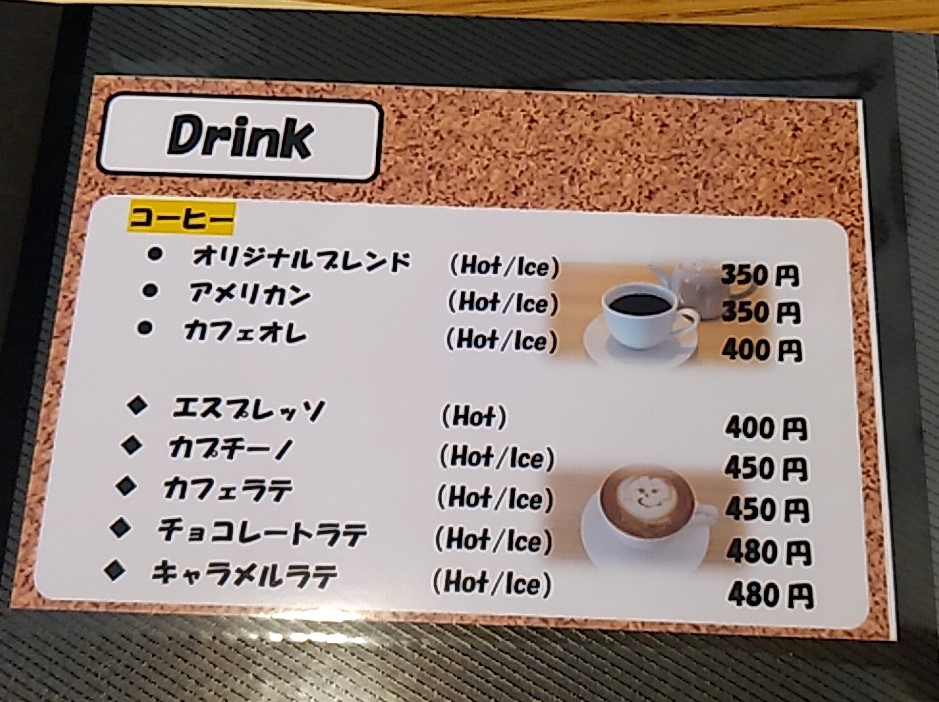 Drink
コーヒー
● オリジナルブレンド (Hot/Ice) 350円
● アメリカン (Hot/Ice) 350円
● カフェオレ (Hot/Ice) 400円
◆ エスプレッソ (Hot) 400円
◆ カプチーノ (Hot/Ice) 450円
◆ カフェラテ (Hot/Ice) 450円
◆ チョコレートラテ (Hot/Ice) 480円
◆ キャラメルラテ (Hot/Ice) 480円